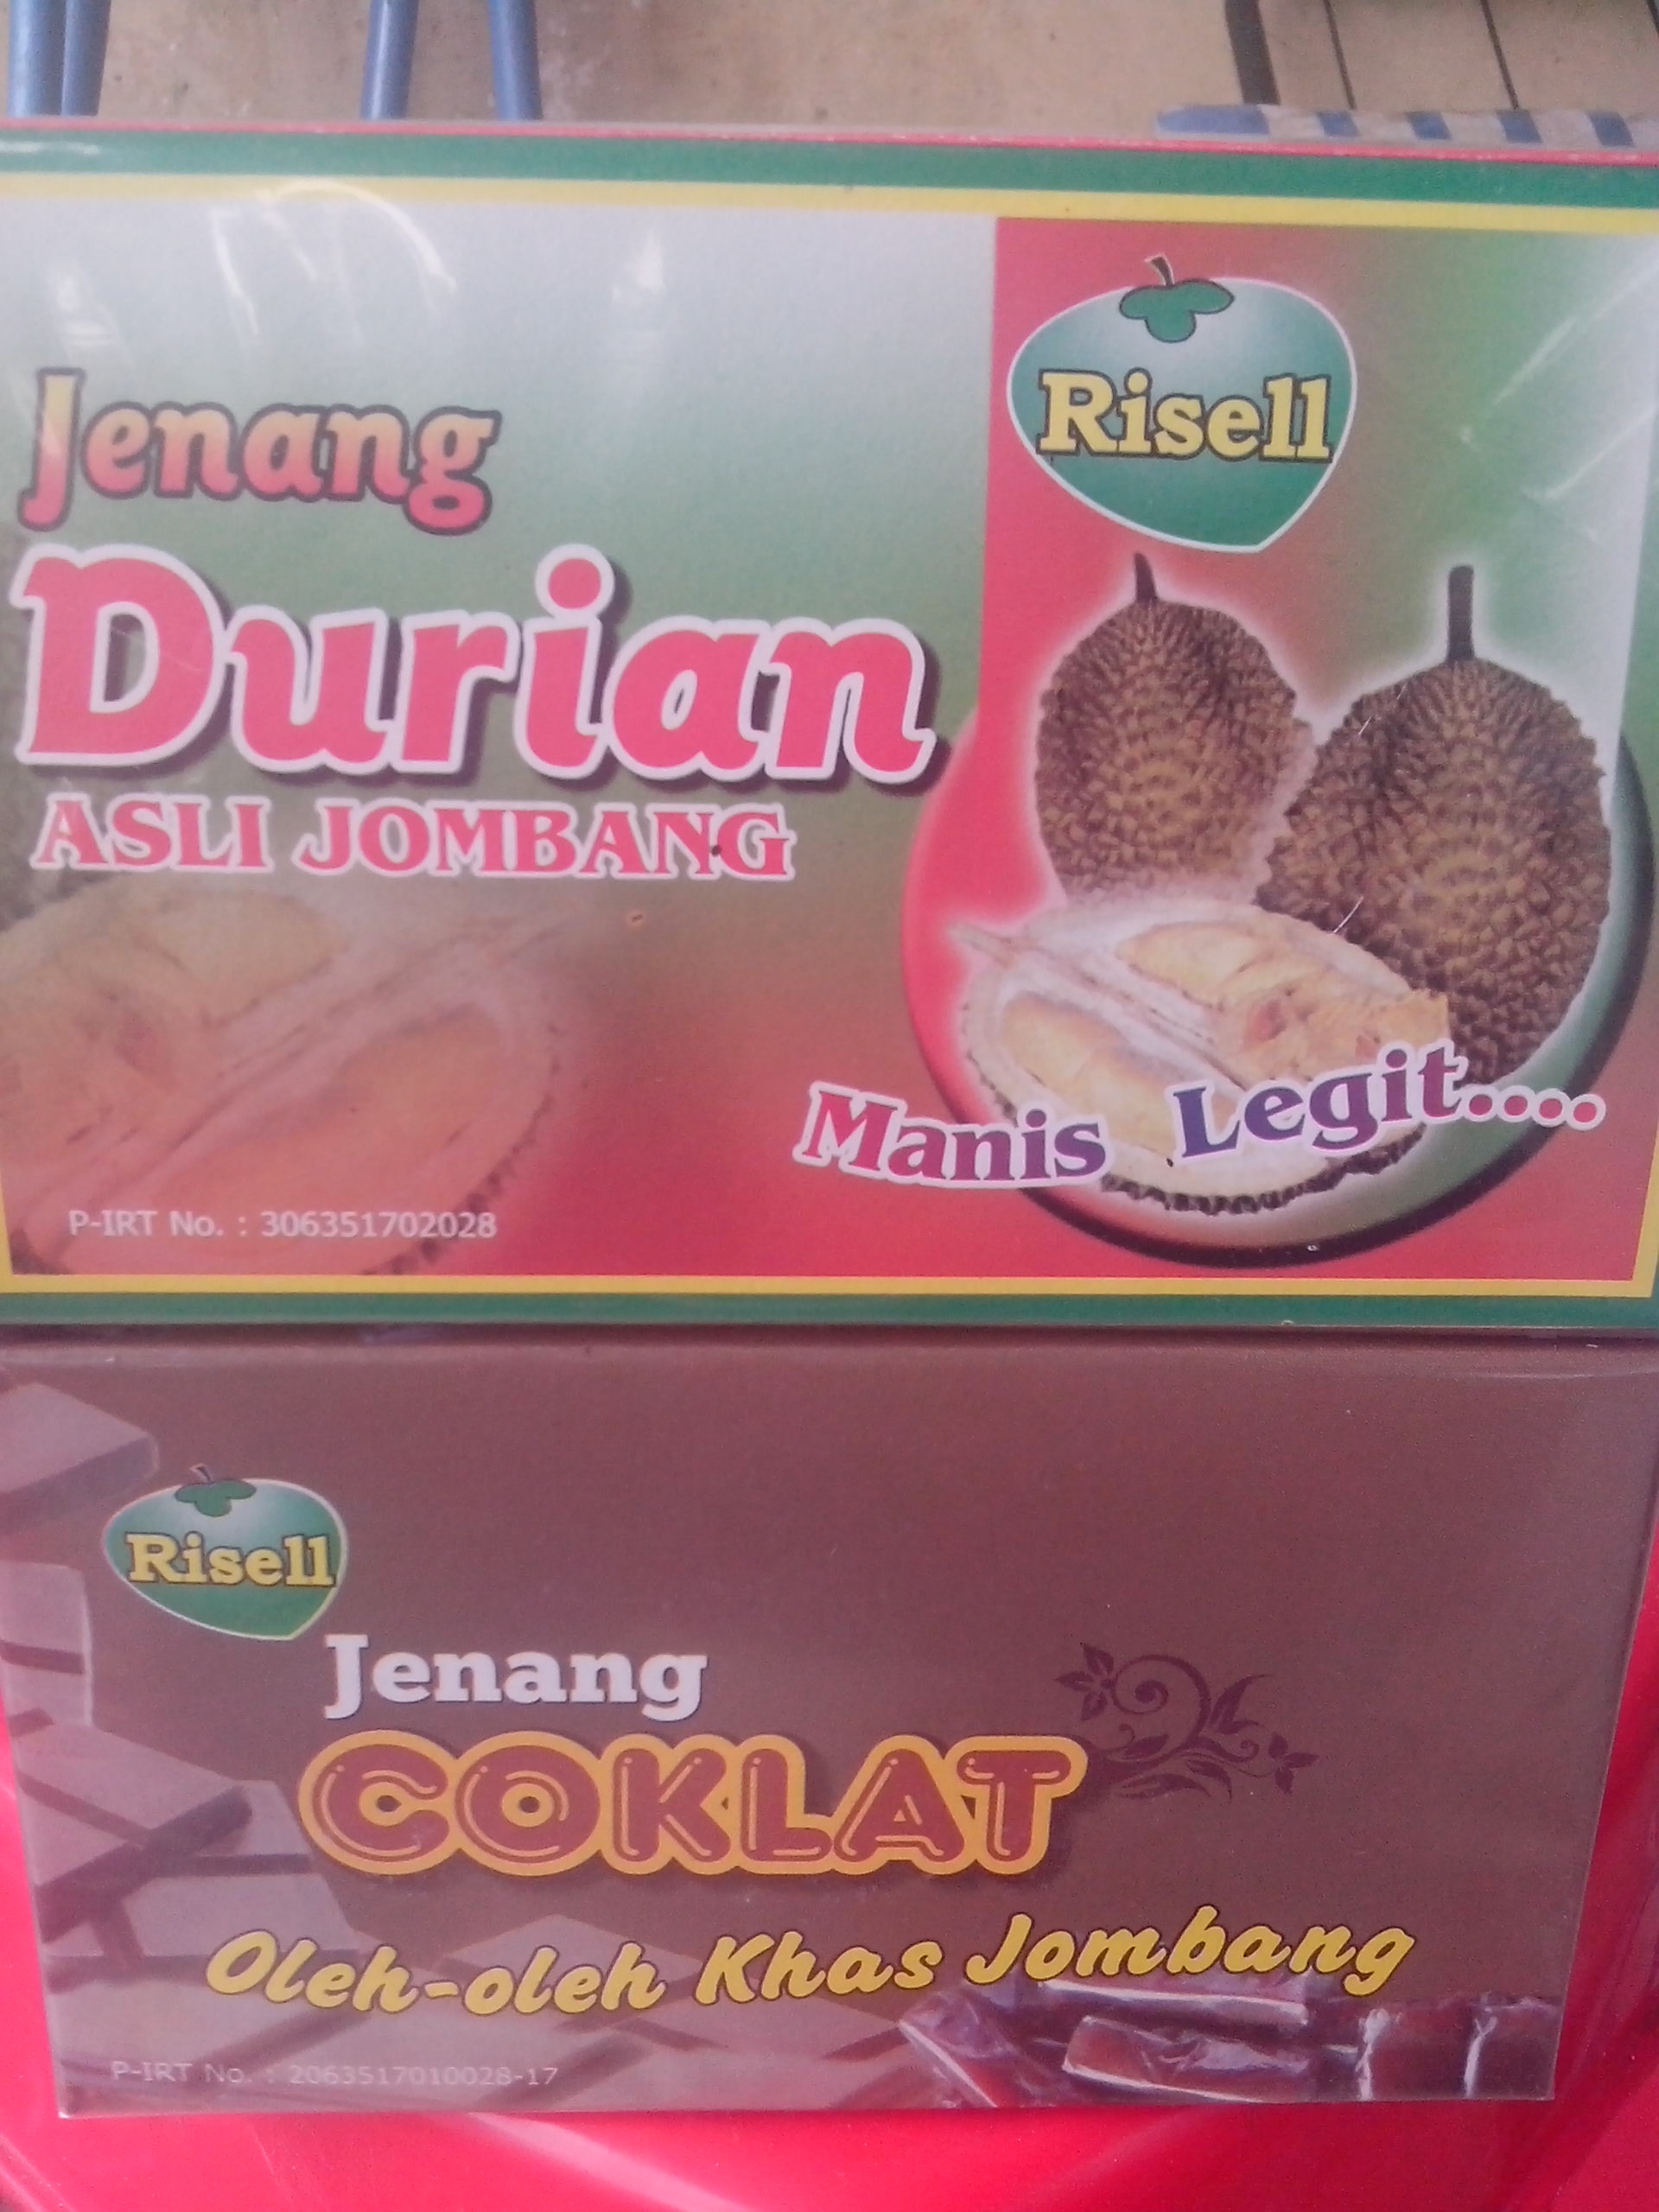 Risell
Jenang
Durian
ASLI JOMBANG
Manis Legit....
P-IRT No. : 306351702028
Risell
Jenang
COKLAT
Oleh-oleh Khas Jombang
P-IRT No. : 2063517010028-17